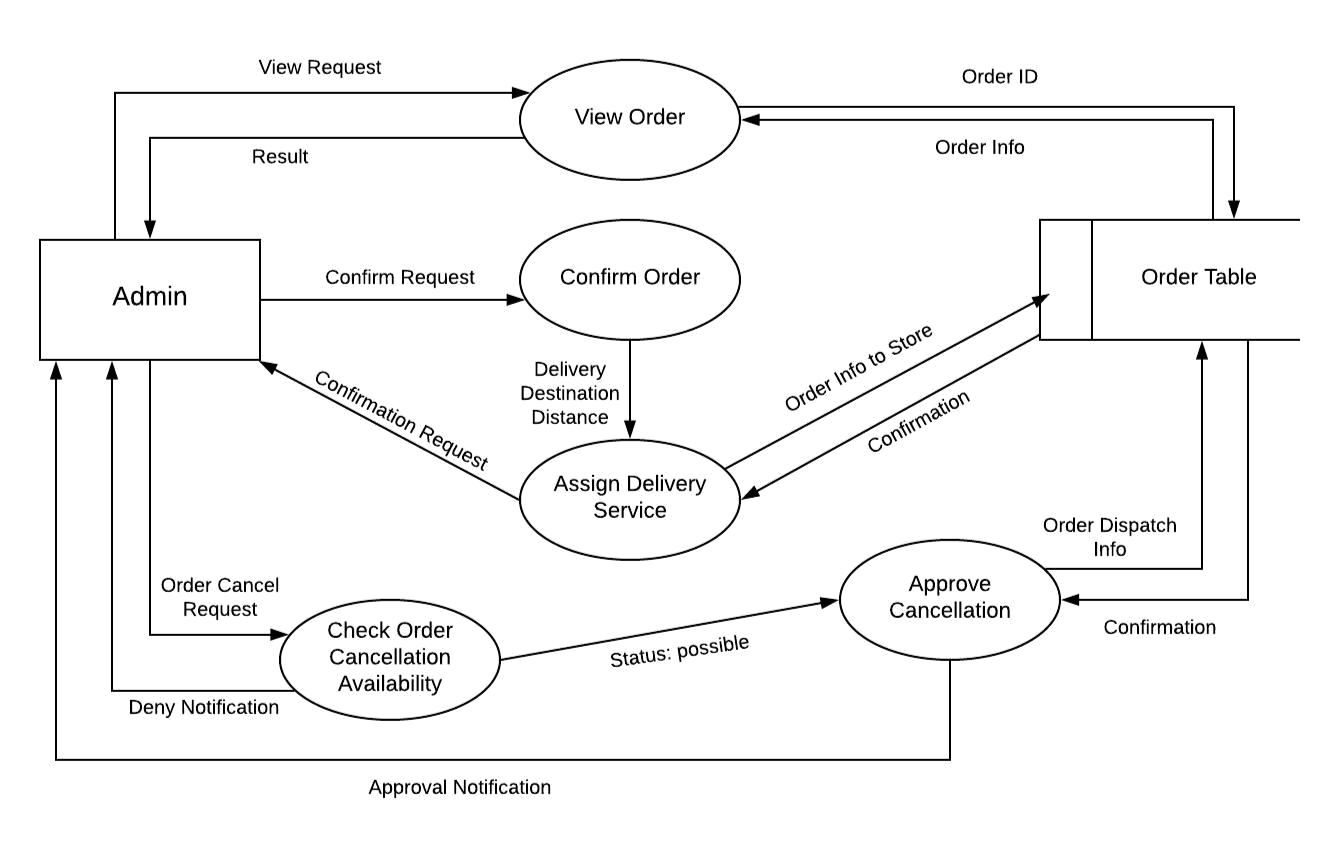 View Request
Order ID
View Order
Order Info
Result
Confirm Request
Confirm Order
Order Table
Admin
Delivery
Destination
Distance
Order Info to Store
Confirmation Request
Confirmation
Assign Delivery
Service
Order Dispatch
Info
Order Cancel
Request
Approve
Cancellation
Check Order
Cancellation
Availability
Status: possible
Confirmation
Deny Notification
Approval Notification